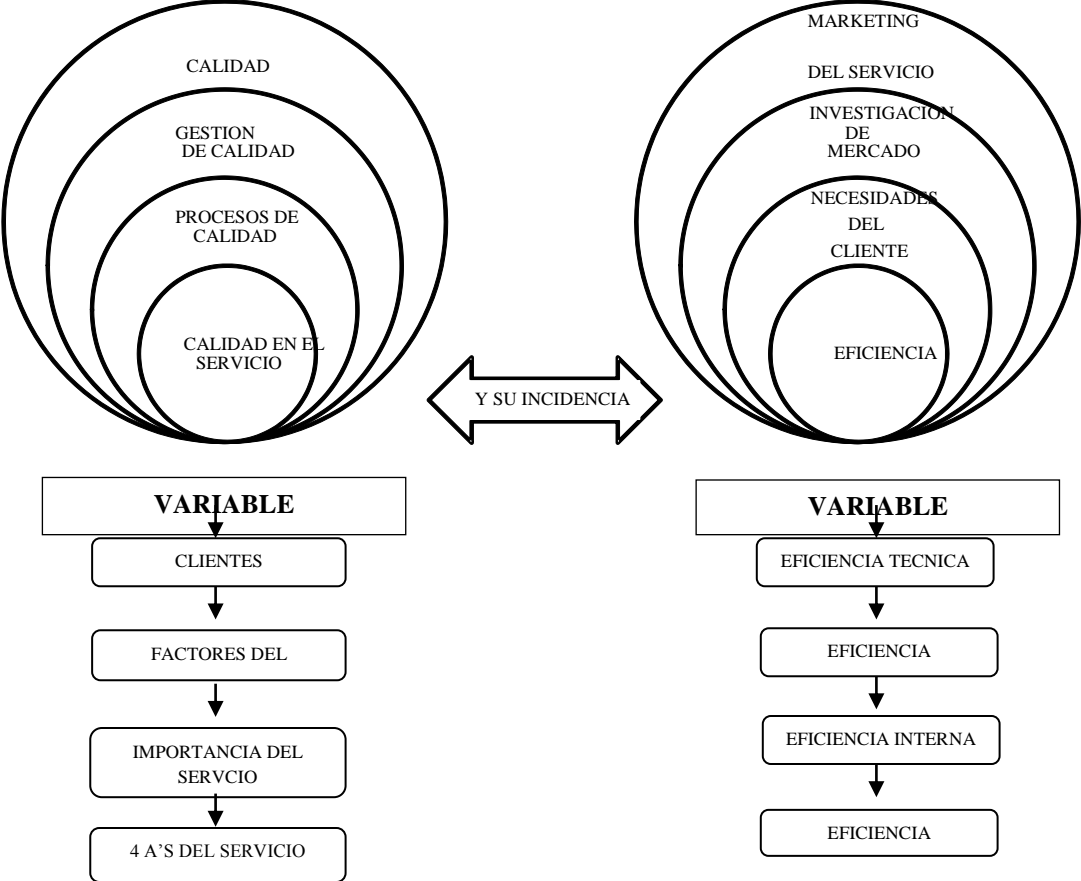 CALIDAD
GESTION
DE CALIDAD
PROCESOS DE
CALIDAD
CALIDAD EN EL
SERVICIO
MARKETING
DEL SERVICIO
INVESTIGACION
DE
MERCADO
NECESIDADES
DEL
CLIENTE
EFICIENCIA
Y SU INCIDENCIA
VARIABLE
CLIENTES
FACTORES DEL
IMPORTANCIA DEL
SERVCIO
4 A’S DEL SERVICIO
VARIABLE
EFICIENCIA TECNICA
EFICIENCIA
EFICIENCIA INTERNA
EFICIENCIA